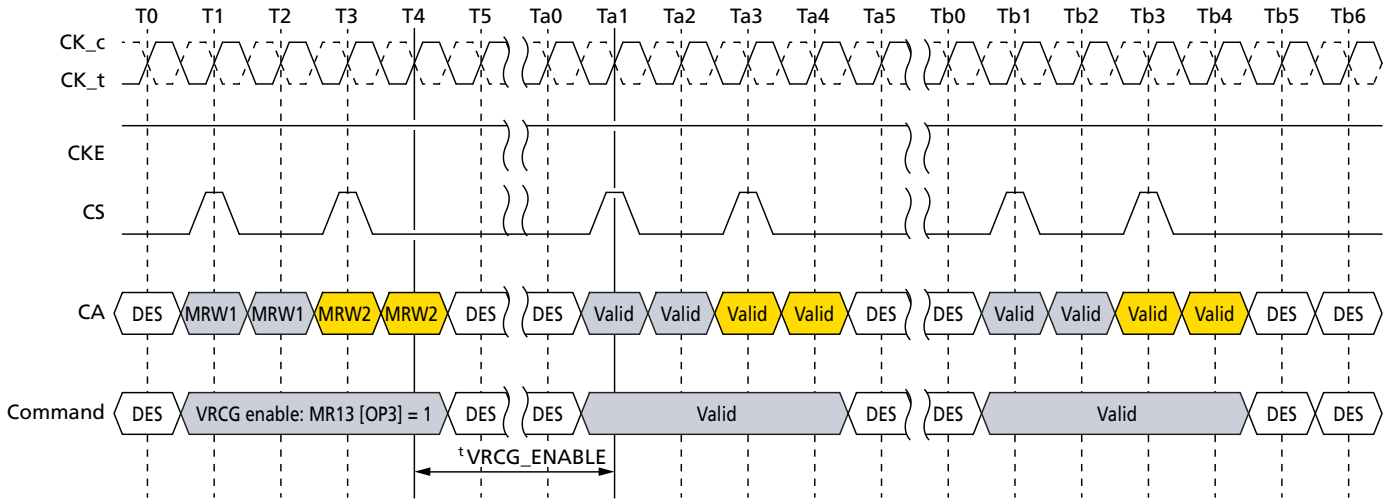 T0 T1 T2 T3 T4 T5 Ta0 Ta1 Ta2 Ta3 Ta4 Ta5 Tb0 Tb1 Tb2 Tb3 Tb4 Tb5 Tb6
CK_c
CK_t
CKE
CS
CA DES MRW1 MRW1 MRW2 MRW2 DES DES Valid Valid Valid Valid DES DES Valid Valid Valid Valid DES DES
Command DES VRCG enable: MR13 [OP3] = 1 DES DES Valid DES DES Valid DES DES
tVRCG_ENABLE